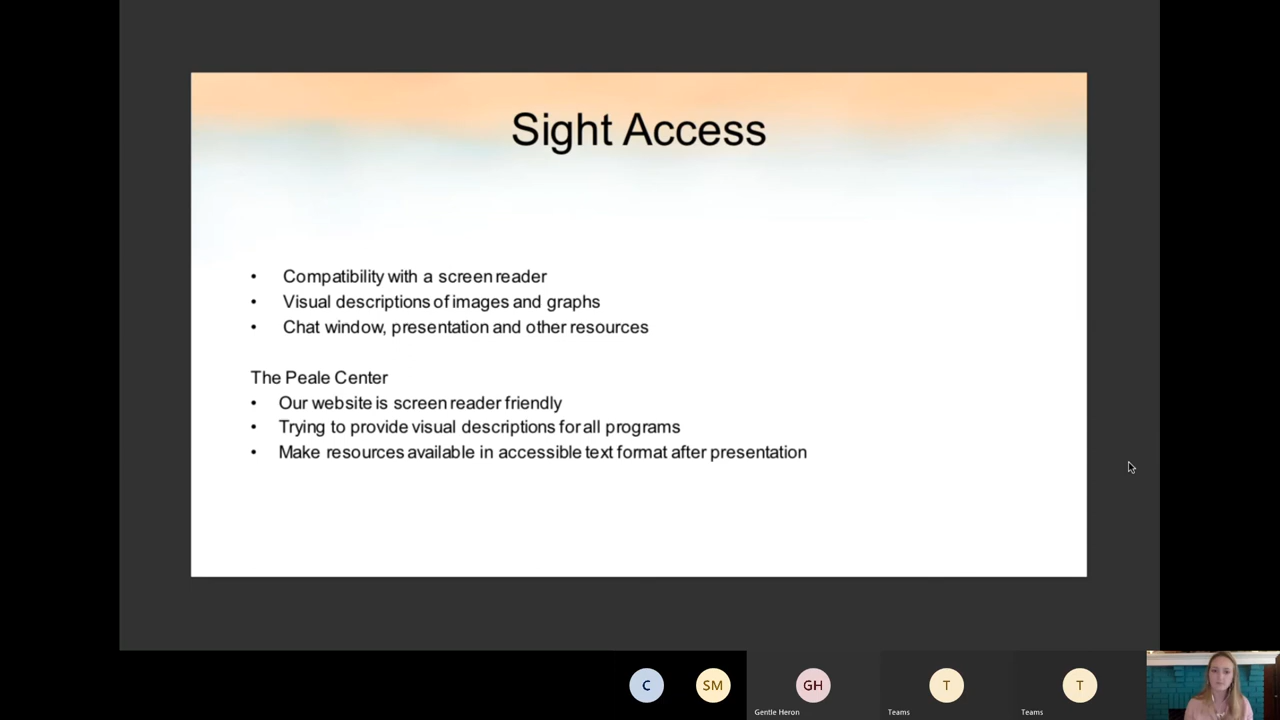 Sight Access
• Compatibility with a screen reader
• Visual descriptions of images and graphs
• Chat window, presentation and other resources
The Peale Center
• Our website is screen reader friendly
• Trying to provide visual descriptions for all programs
• Make resources available in accessible text format after presentation
C SM GH T T
Gentle Heron Teams Teams